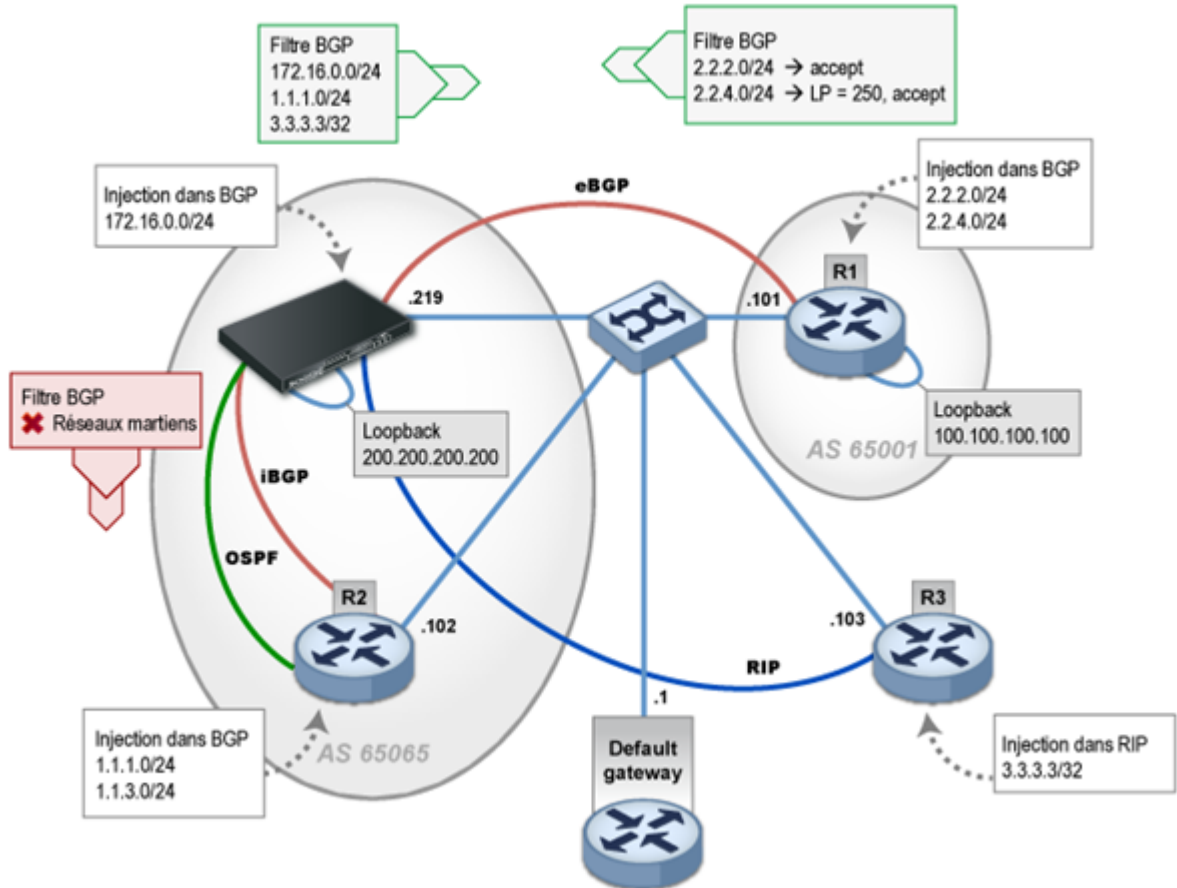 Filtre BGP
172.16.0.0/24
1.1.1.0/24
3.3.3.3/32
Filtre BGP
2.2.2.0/24 → accept
2.2.4.0/24 → LP = 250, accept
Injection dans BGP
172.16.0.0/24
eBGP
Injection dans BGP
2.2.2.0/24
2.2.4.0/24
R1
.219
.101
Filtre BGP
✖ Réseaux martiens
Loopback
200.200.200.200
Loopback
100.100.100.100
AS 65001
iBGP
OSPF
R2
.102
R3
.103
RIP
.1
Injection dans BGP
1.1.1.0/24
1.1.3.0/24
AS 65065
Default
gateway
Injection dans RIP
3.3.3.3/32